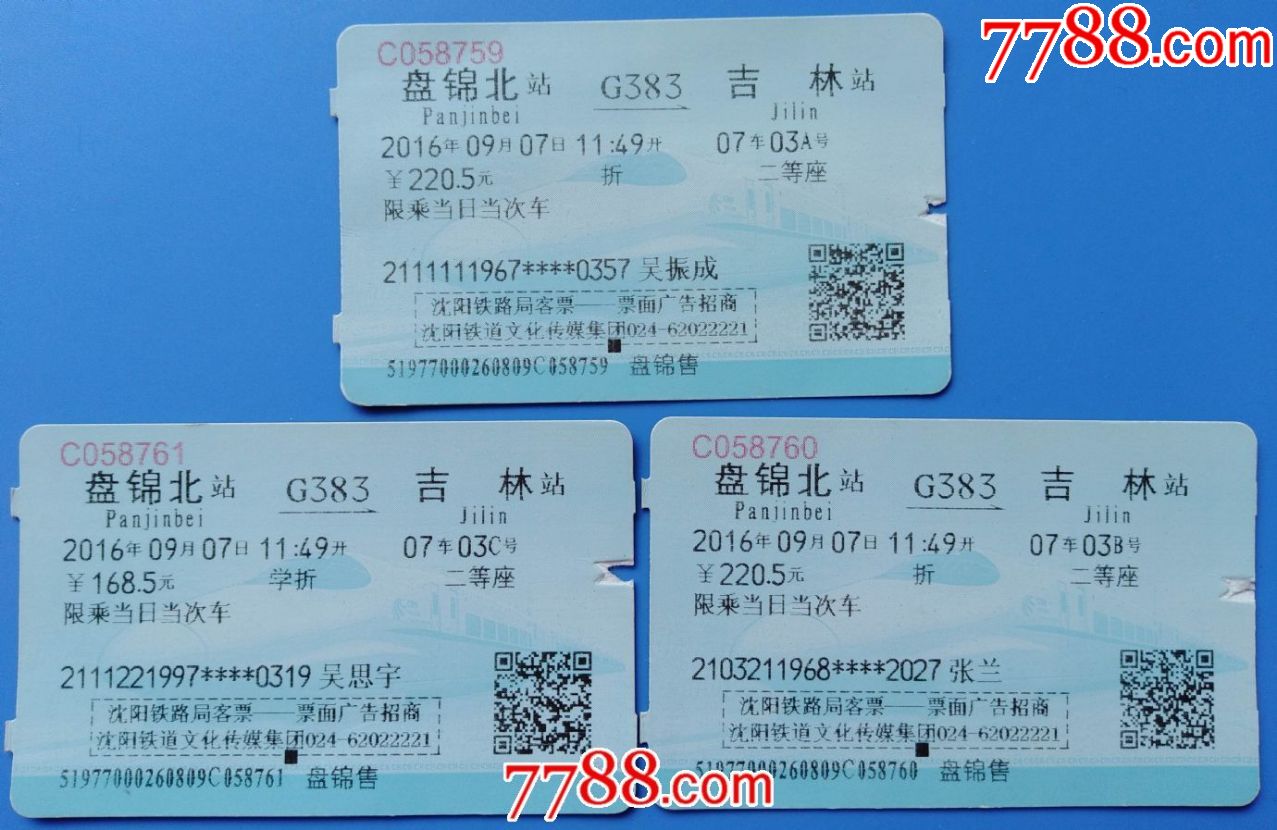 7788.com
C058759
盘锦北站 G383 吉林站
Panjinbei Jilin
2016年09月07日 11:49开 07车03A号
￥220.5元 折 二等座
限乘当日当次车
2111111967****0357 吴振成
沈阳铁路局客票——票面广告招商
沈阳铁道文化传媒集团024-62022221
51977000260809C058759 盘锦售
C058761
盘锦北站 G383 吉林站
Panjinbei Jilin
2016年09月07日 11:49开 07车03C号
￥168.5元 学折 二等座
限乘当日当次车
2111221997****0319 吴思宇
沈阳铁路局客票——票面广告招商
沈阳铁道文化传媒集团024-62022221
51977000260809C058761 盘锦售
C058760
盘锦北站 G383 吉林站
Panjinbei Jilin
2016年09月07日 11:49开 07车03B号
￥220.5元 折 二等座
限乘当日当次车
2103211968****2027 张兰
沈阳铁路局客票——票面广告招商
沈阳铁道文化传媒集团024-62022221
51977000260809C058760 盘锦售
7788.com